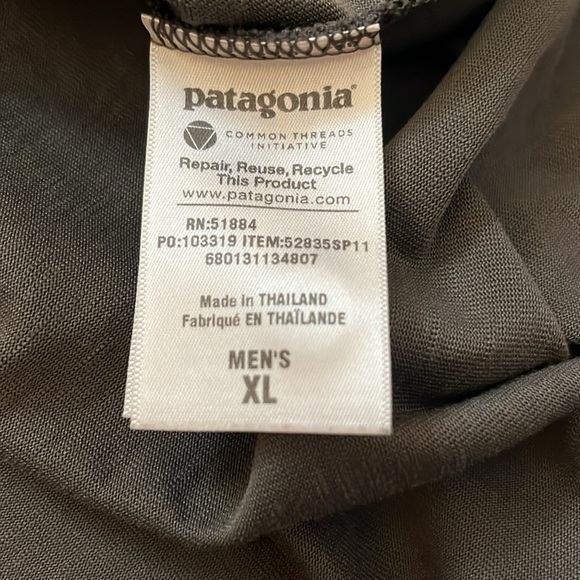 patagonia®
COMMON THREADS
INITIATIVE
Repair, Reuse, Recycle
This Product
www.patagonia.com
RN:51884
PO:103319 ITEM:52835SP11
680131134807
Made in THAILAND
Fabriqué EN THAÏLANDE
MEN'S
XL